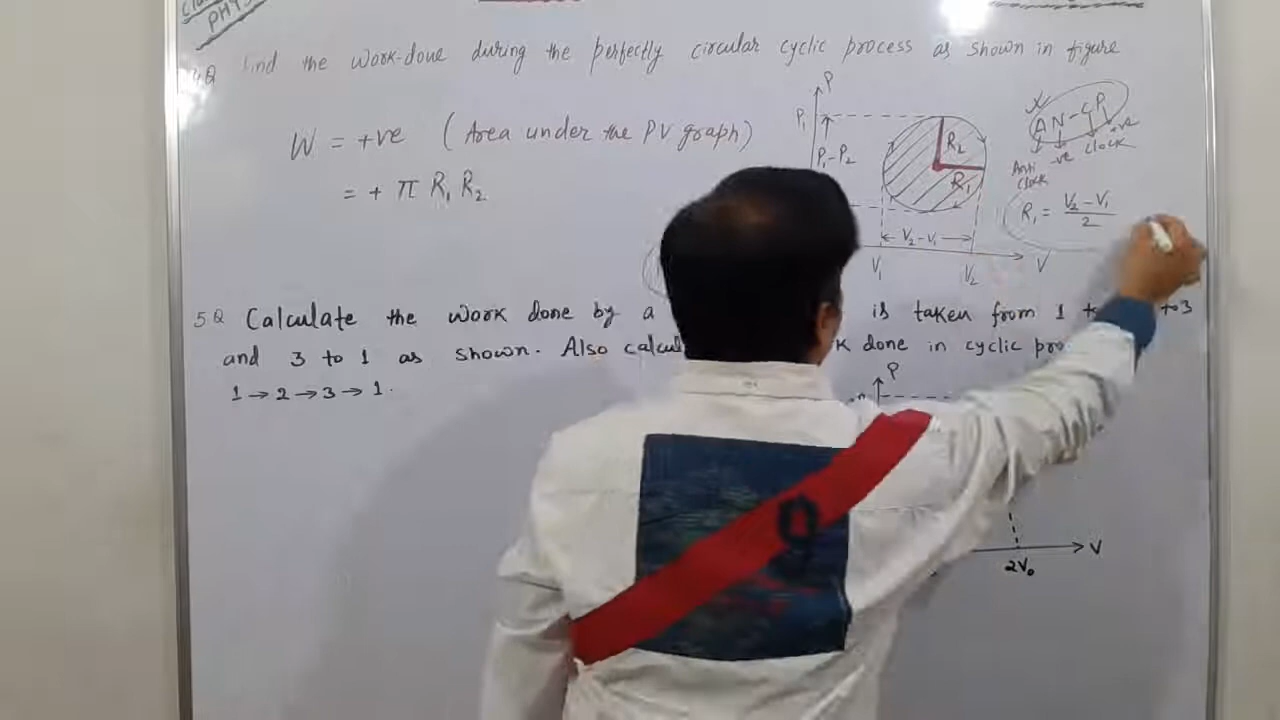 PHYS
4Q Find the work-done during the perfectly circular cyclic process as shown in figure
W = +ve (Area under the PV graph)
= + π R₁ R₂
P
P₁
P₁-P₂
R₂
R₁
V₂-V₁
V₁
V₂
V
AN-CP
Anti clock
-ve
clock
+ve
R₁ = (V₂-V₁)/2
5Q Calculate the work done by a is taken from 1 to to 3
and 3 to 1 as shown. Also done in cyclic
1→2→3→1.
P
2V₀
V